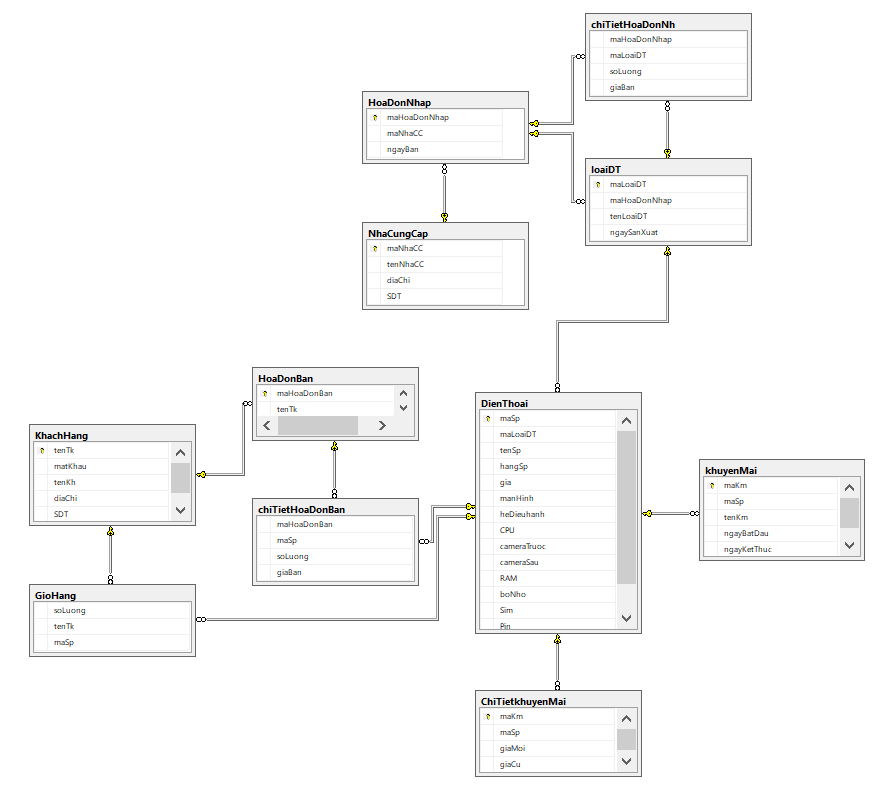 chiTietHoaDonNh
maHoaDonNhap
maLoaiDT
soLuong
giaBan
HoaDonNhap
maHoaDonNhap
maNhaCC
ngayBan
loaiDT
maLoaiDT
maHoaDonNhap
tenLoaiDT
ngaySanXuat
NhaCungCap
maNhaCC
tenNhaCC
diaChi
SDT
HoaDonBan
maHoaDonBan
tenTk
KhachHang
tenTk
matKhau
tenKh
diaChi
SDT
DienThoai
maSp
maLoaiDT
tenSp
hangSp
gia
manHinh
heDieuhanh
CPU
cameraTruoc
cameraSau
RAM
boNho
Sim
Pin
khuyenMai
maKm
maSp
tenKm
ngayBatDau
ngayKetThuc
chiTietHoaDonBan
maHoaDonBan
maSp
soLuong
giaBan
GioHang
soLuong
tenTk
maSp
ChiTietkhuyenMai
maKm
maSp
giaMoi
giaCu